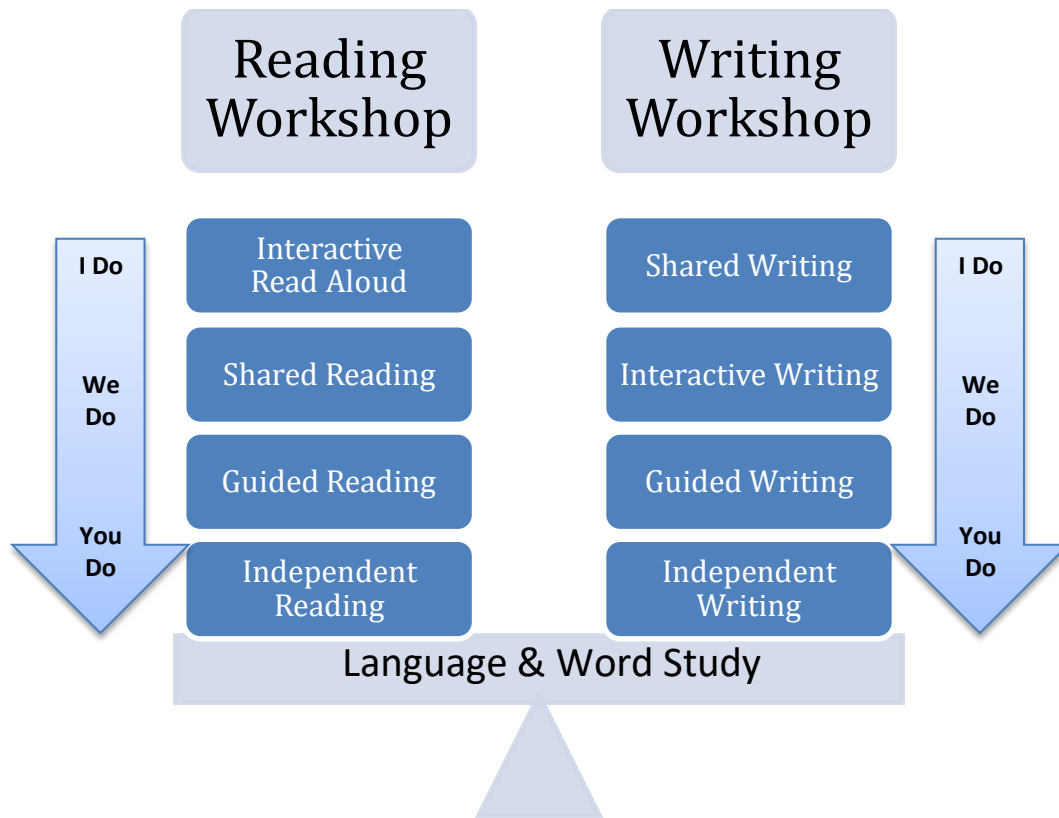 Reading
Workshop
Writing
Workshop
I Do
We
Do
You
Do
Interactive
Read Aloud
Shared Reading
Guided Reading
Independent
Reading
Shared Writing
Interactive Writing
Guided Writing
Independent
Writing
I Do
We
Do
You
Do
Language & Word Study